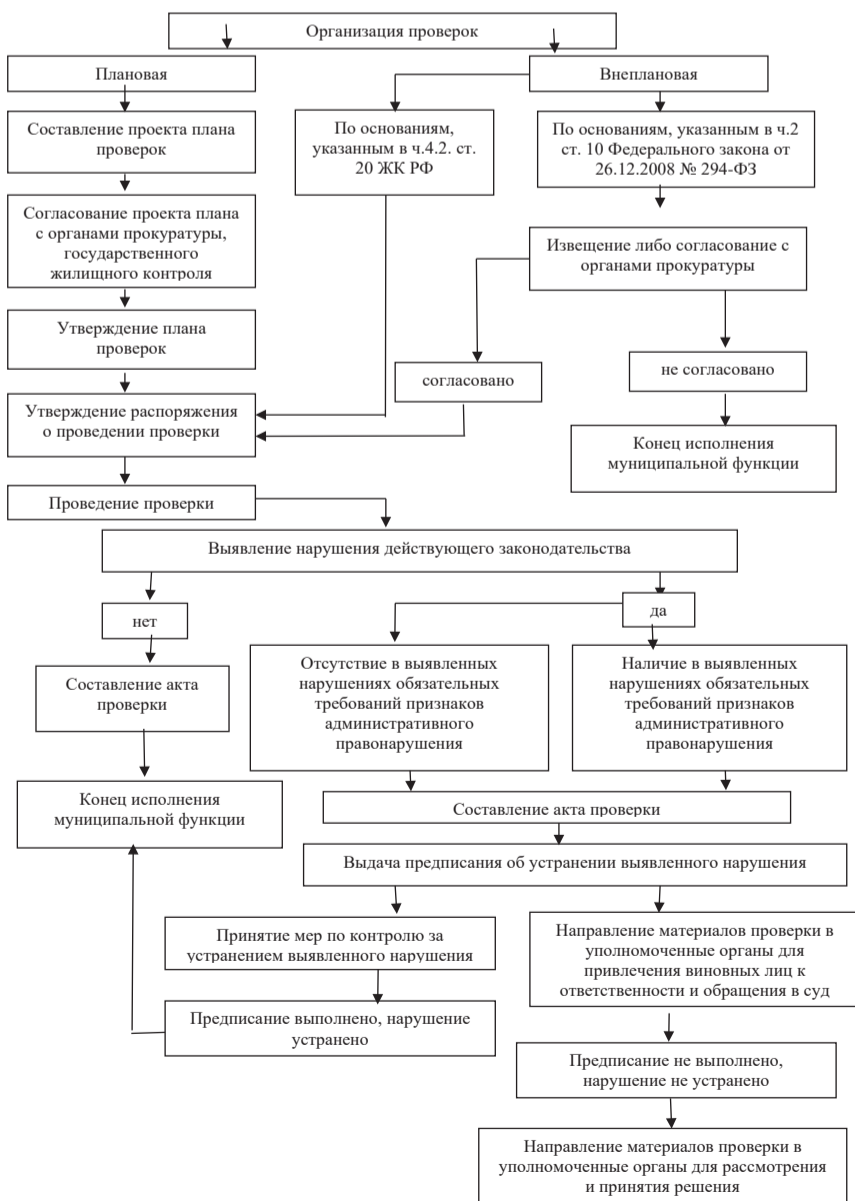 Организация проверок
Плановая
Внеплановая
Составление проекта плана
проверок
По основаниям,
указанным в ч.4.2. ст.
20 ЖК РФ
По основаниям, указанным в ч.2
ст. 10 Федерального закона от
26.12.2008 № 294-ФЗ
Согласование проекта плана
с органами прокуратуры,
государственного
жилищного контроля
Извещение либо согласование с
органами прокуратуры
Утверждение плана
проверок
согласовано
не согласовано
Утверждение распоряжения
о проведении проверки
Конец исполнения
муниципальной функции
Проведение проверки
Выявление нарушения действующего законодательства
нет
да
Составление акта
проверки
Отсутствие в выявленных
нарушениях обязательных
требований признаков
административного
правонарушения
Наличие в выявленных
нарушениях обязательных
требований признаков
административного
правонарушения
Конец исполнения
муниципальной функции
Составление акта проверки
Выдача предписания об устранении выявленного нарушения
Принятие мер по контролю за
устранением выявленного нарушения
Направление материалов проверки в
уполномоченные органы для
привлечения виновных лиц к
ответственности и обращения в суд
Предписание выполнено, нарушение
устранено
Предписание не выполнено,
нарушение не устранено
Направление материалов проверки в
уполномоченные органы для рассмотрения
и принятия решения